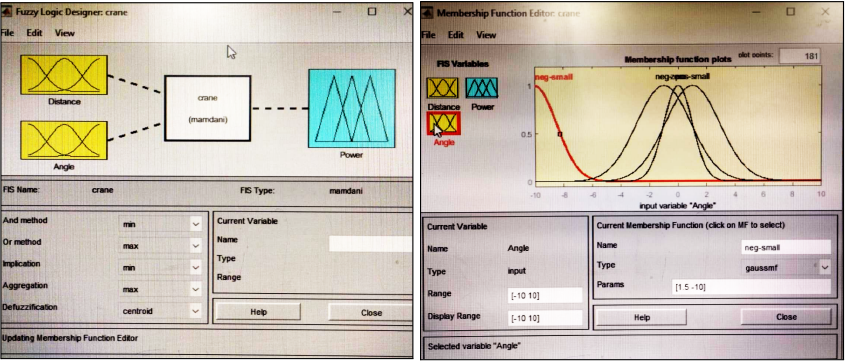 Fuzzy Logic Designer: crane
File Edit View
Distance
crane
(mamdani)
Angle
Power
FIS Name: crane FIS Type: mamdani
And method min
Or method max
Implication min
Aggregation max
Defuzzification centroid
Current Variable
Name
Type
Range
Help Close
Updating Membership Function Editor
Membership Function Editor: crane
File Edit View
FIS Variables
Distance Power
Angle
Membership function plots plot points: 181
neg-small pos-small
1
0.5
0
-10 -8 -6 -4 -2 0 2 4 6 8 10
input variable "Angle"
Current Variable
Name Angle
Type input
Range [-10 10]
Display Range [-10 10]
Current Membership Function (click on MF to select)
Name neg-small
Type gaussmf
Params [1.5 -10]
Help Close
Selected variable "Angle"